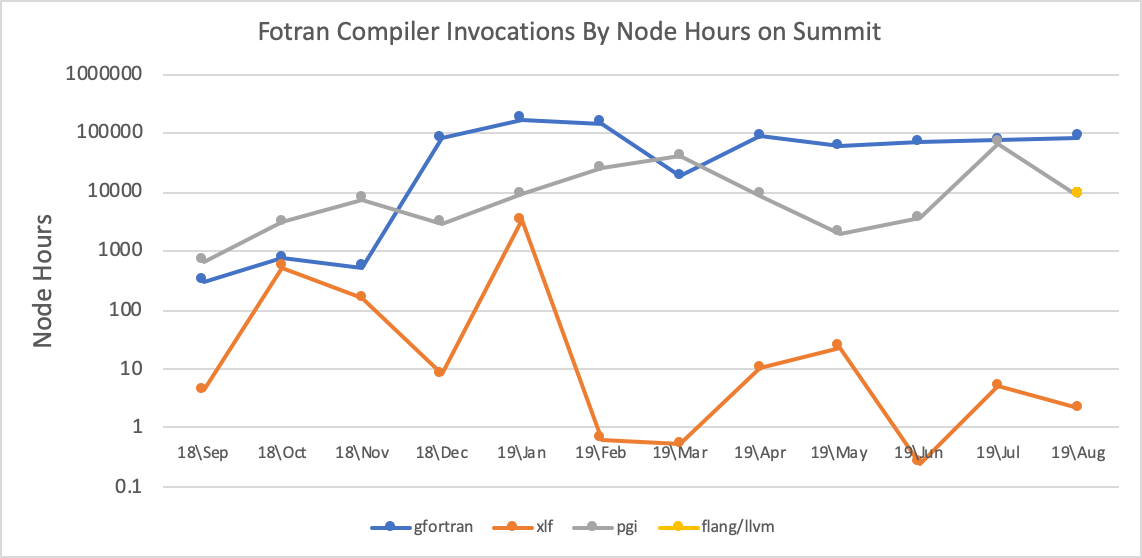 Fotran Compiler Invocations By Node Hours on Summit
1000000
100000
10000
1000
100
10
1
0.1
Node Hours
18\Sep 18\Oct 18\Nov 18\Dec 19\Jan 19\Feb 19\Mar 19\Apr 19\May 19\Jun 19\Jul 19\Aug
gfortran xlf pgi flang/llvm